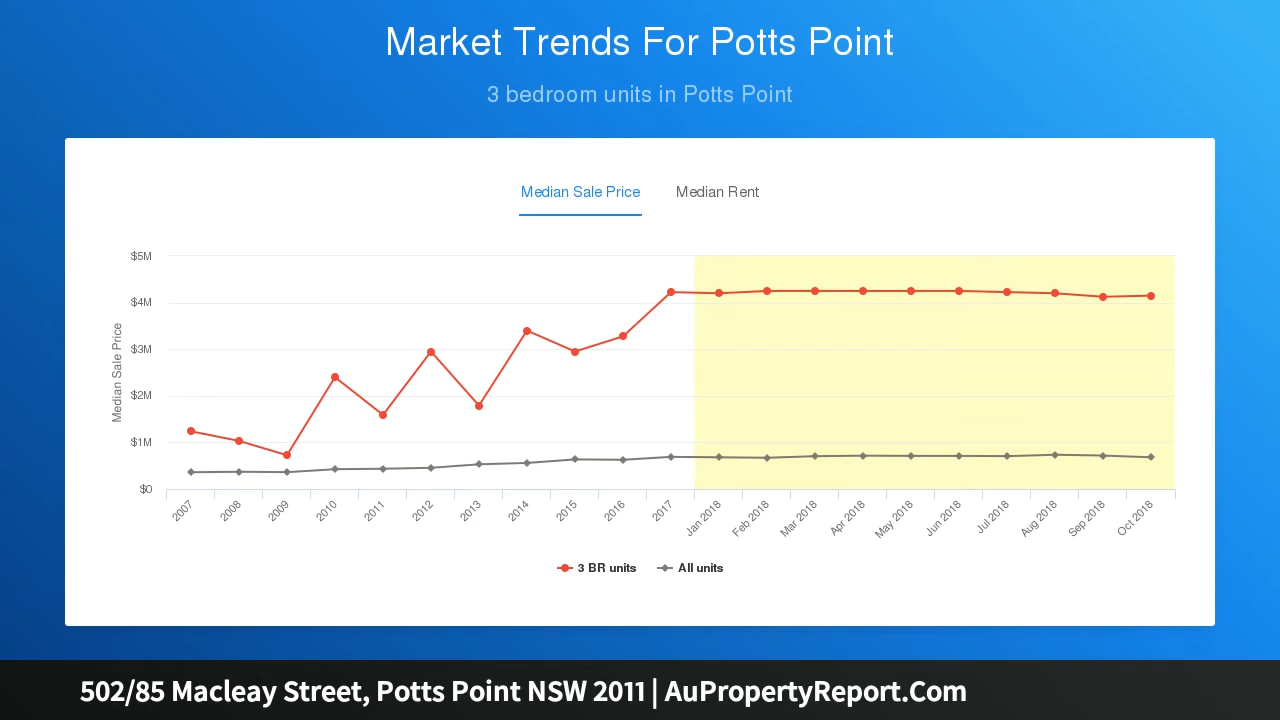 Market Trends For Potts Point
3 bedroom units in Potts Point
Median Sale Price Median Rent
Median Sale Price
$5M
$4M
$3M
$2M
$1M
$0
2007 2008 2009 2010 2011 2012 2013 2014 2015 2016 2017 Jan 2018 Feb 2018 Mar 2018 Apr 2018 May 2018 Jun 2018 Jul 2018 Aug 2018 Sep 2018 Oct 2018
3 BR units All units
502/85 Macleay Street, Potts Point NSW 2011 | AuPropertyReport.Com